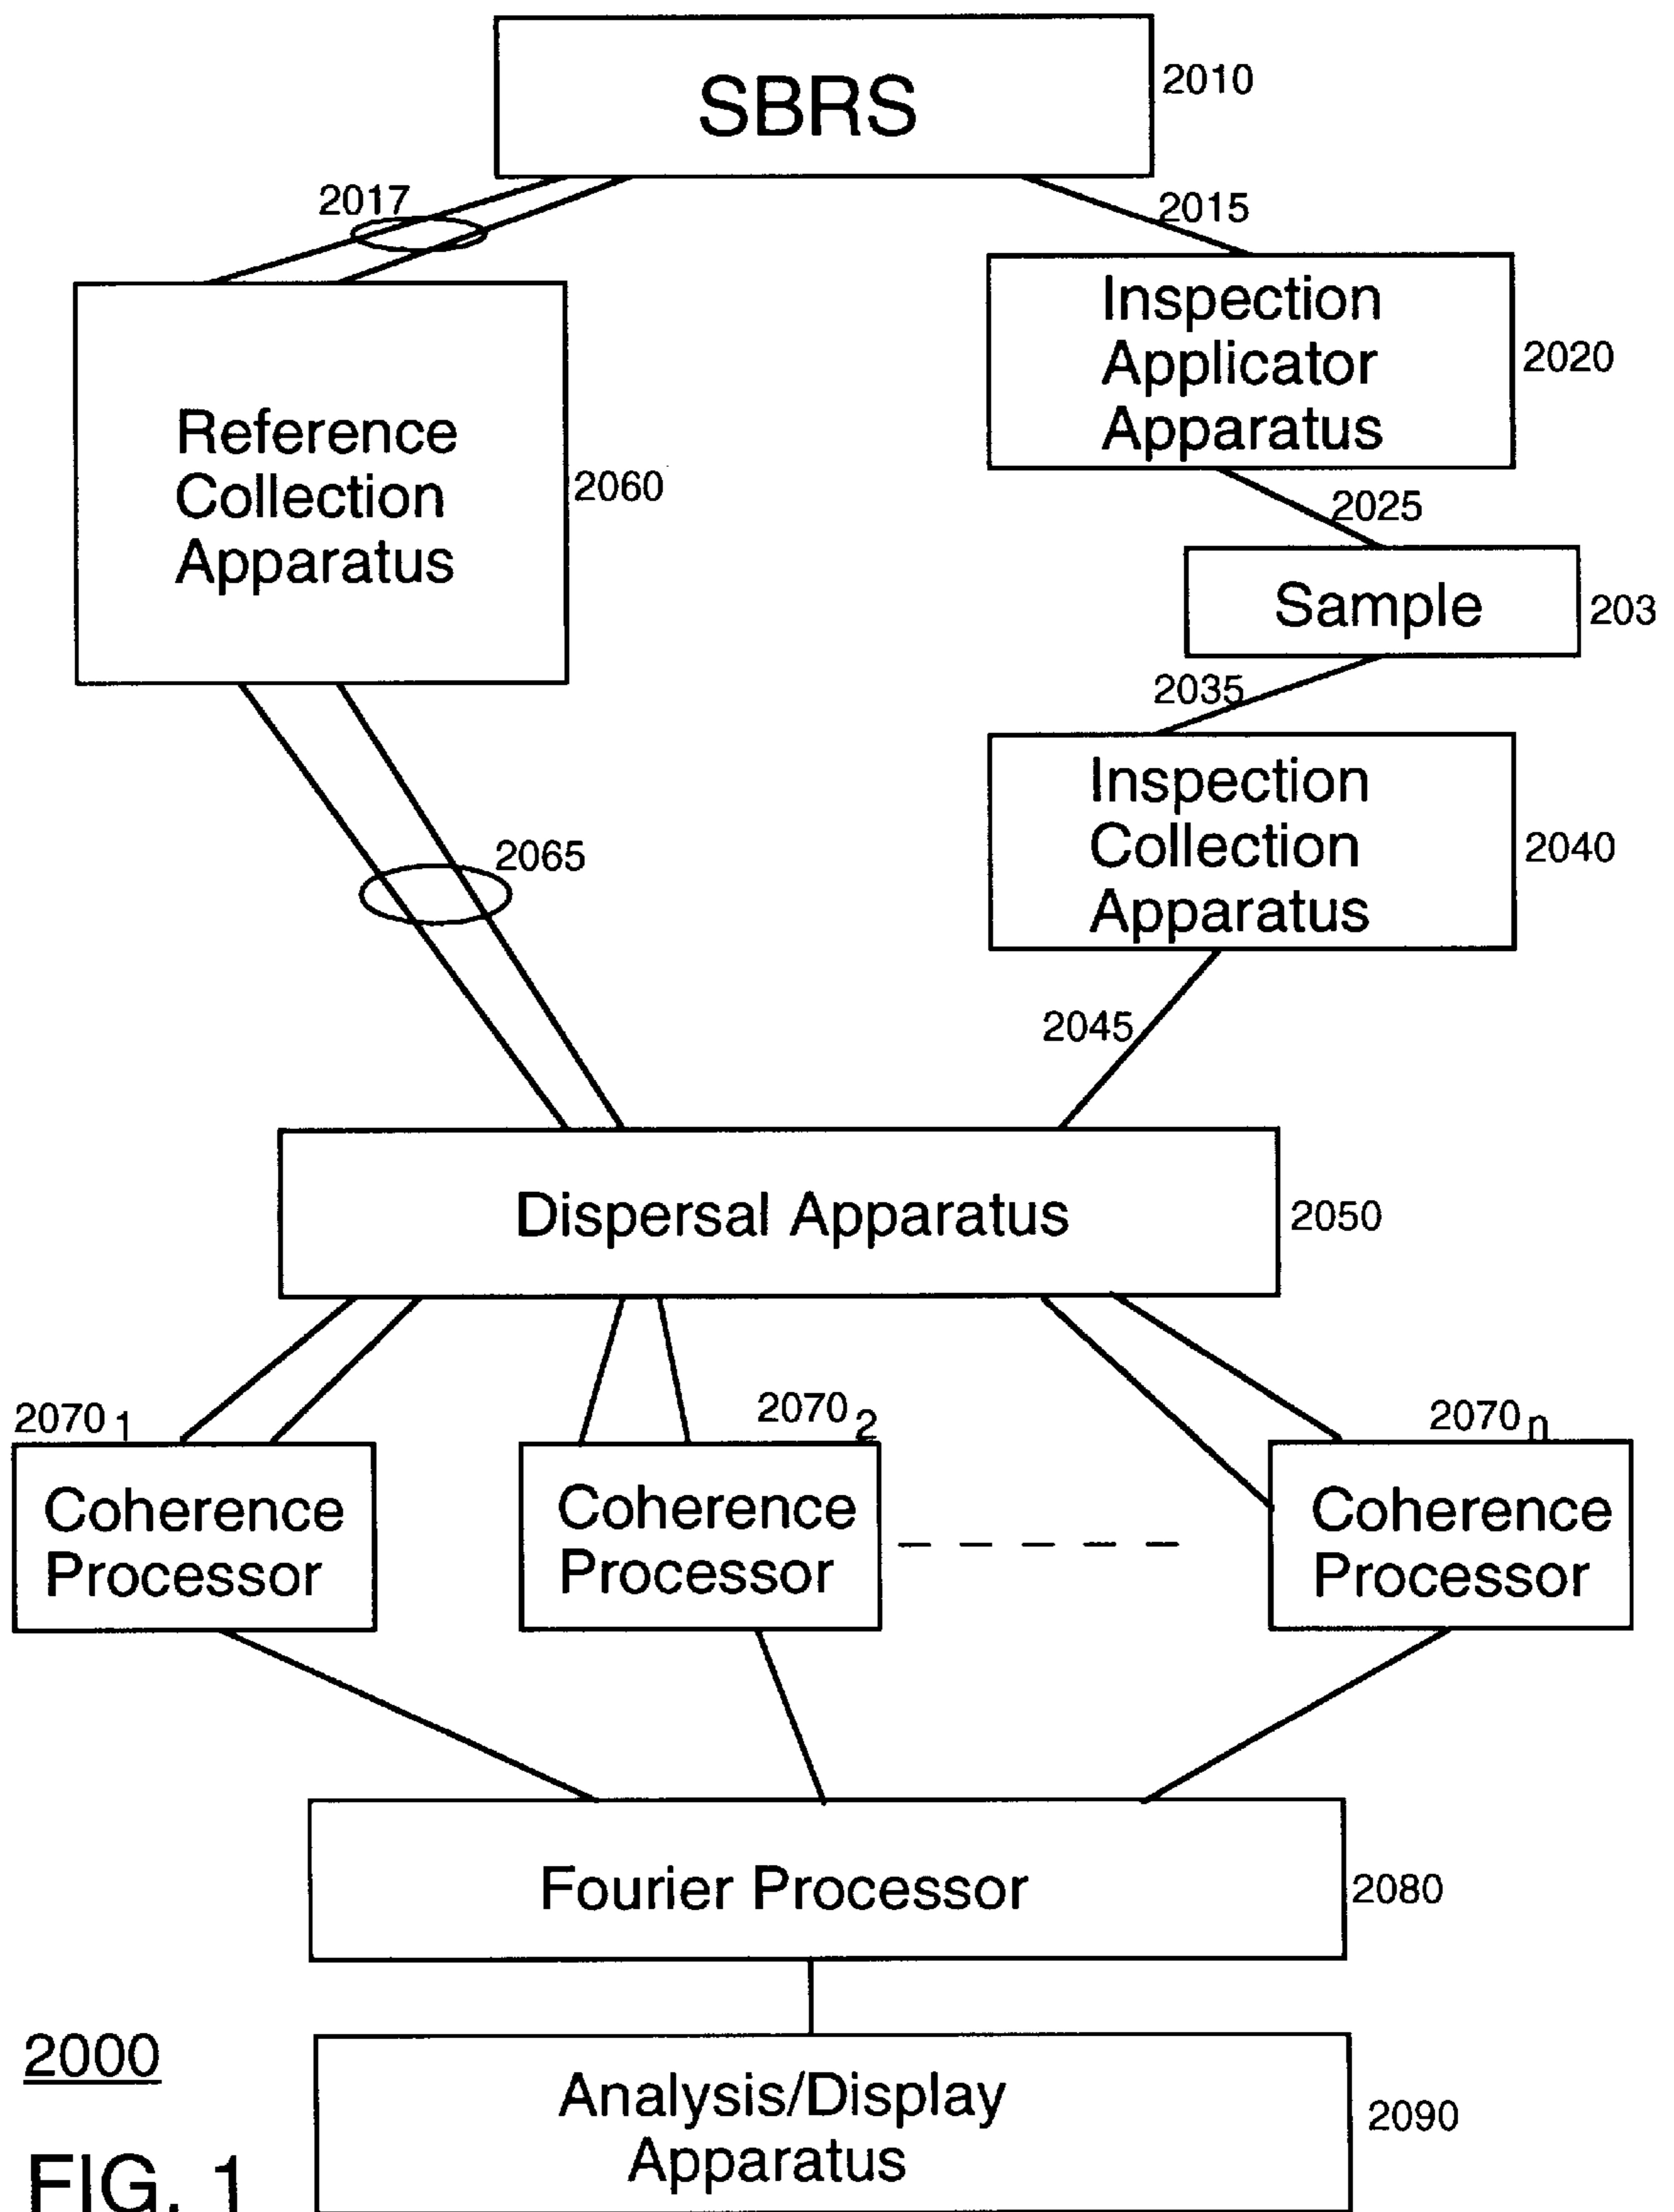 SBRS
2010
2017
2015
Inspection
Applicator
Apparatus
2020
Reference
Collection
Apparatus
2060
2025
Sample
203
2035
Inspection
Collection
Apparatus
2040
2065
2045
Dispersal Apparatus
2050
2070 1
2070 2
2070 n
Coherence
Processor
Coherence
Processor
Coherence
Processor
Fourier Processor
2080
2000
Analysis/Display
Apparatus
2090
FIG. 1